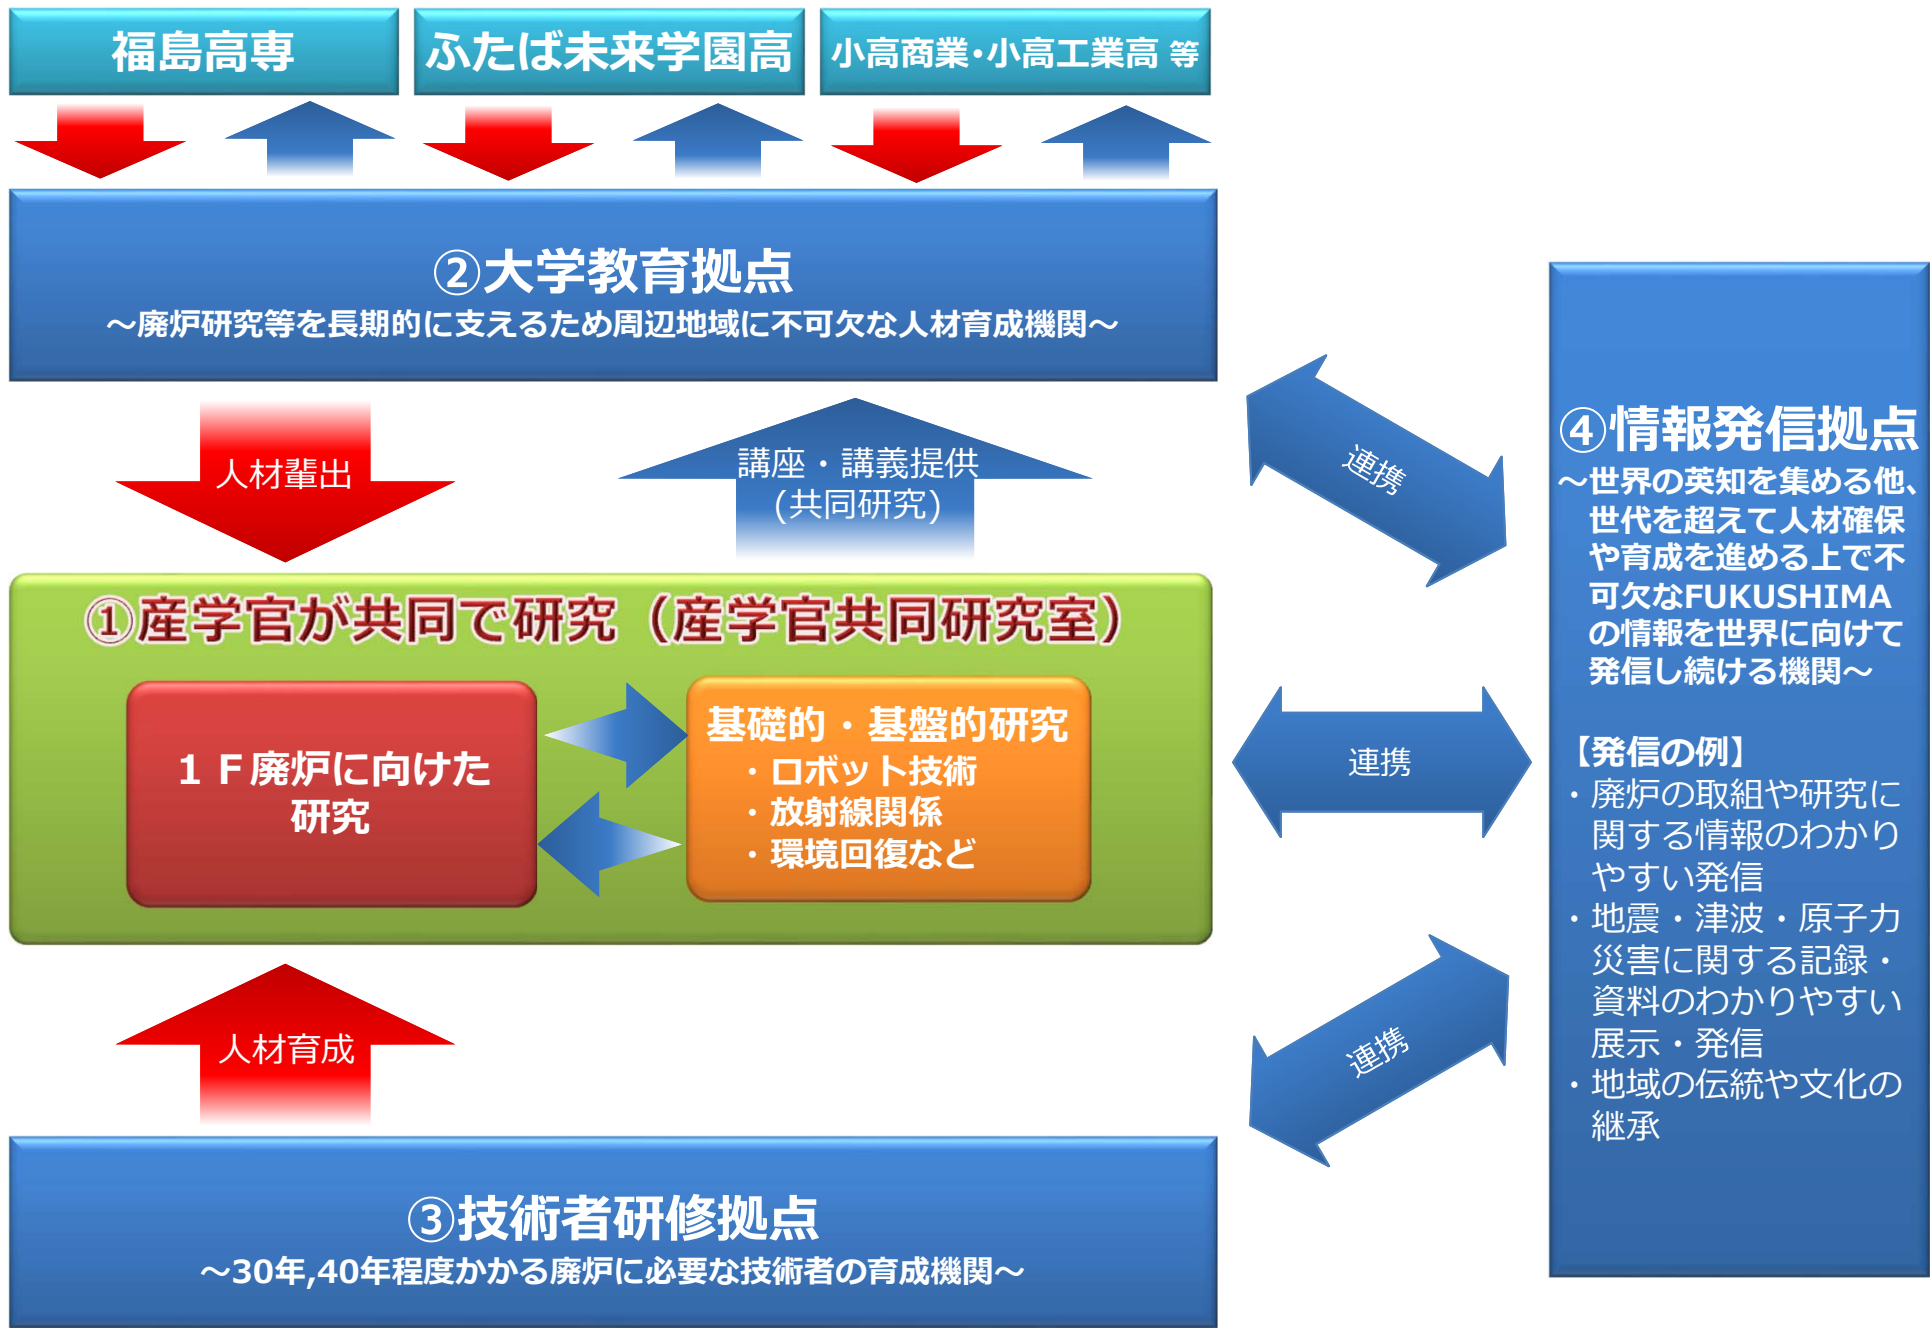 福島高専
ふたば未来学園高
小高商業・小高工業高 等
②大学教育拠点
～廃炉研究等を長期的に支えるため周辺地域に不可欠な人材育成機関～
人材輩出
講座・講義提供
(共同研究)
①産学官が共同で研究（産学官共同研究室）
１Ｆ廃炉に向けた
研究
基礎的・基盤的研究
・ロボット技術
・放射線関係
・環境回復など
人材育成
③技術者研修拠点
～30年,40年程度かかる廃炉に必要な技術者の育成機関～
連携
連携
連携
④情報発信拠点
～世界の英知を集める他、
世代を超えて人材確保
や育成を進める上で不
可欠なFUKUSHIMA
の情報を世界に向けて
発信し続ける機関～
【発信の例】
・廃炉の取組や研究に
関する情報のわかり
やすい発信
・地震・津波・原子力
災害に関する記録・
資料のわかりやすい
展示・発信
・地域の伝統や文化の
継承